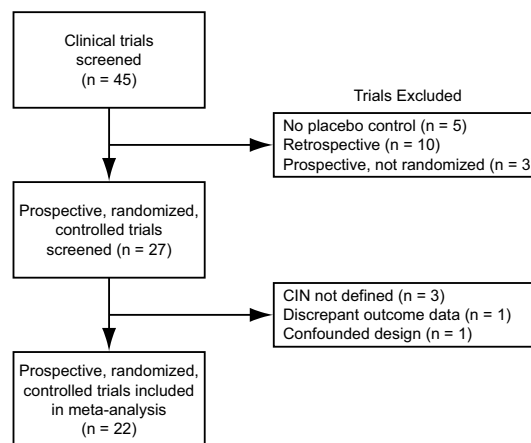 Clinical trials
screened
(n = 45)
Trials Excluded
No placebo control (n = 5)
Retrospective (n = 10)
Prospective, not randomized (n = 3
Prospective, randomized,
controlled trials
screened (n = 27)
CIN not defined (n = 3)
Discrepant outcome data (n = 1)
Confounded design (n = 1)
Prospective, randomized,
controlled trials included
in meta-analysis
(n = 22)